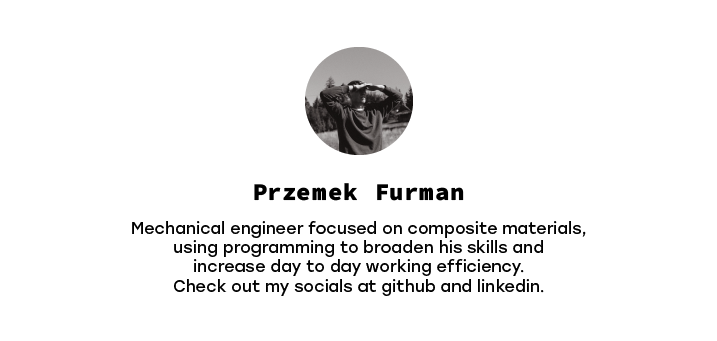 Przemek Furman
Mechanical engineer focused on composite materials,
using programming to broaden his skills and
increase day to day working efficiency.
Check out my socials at github and linkedin.